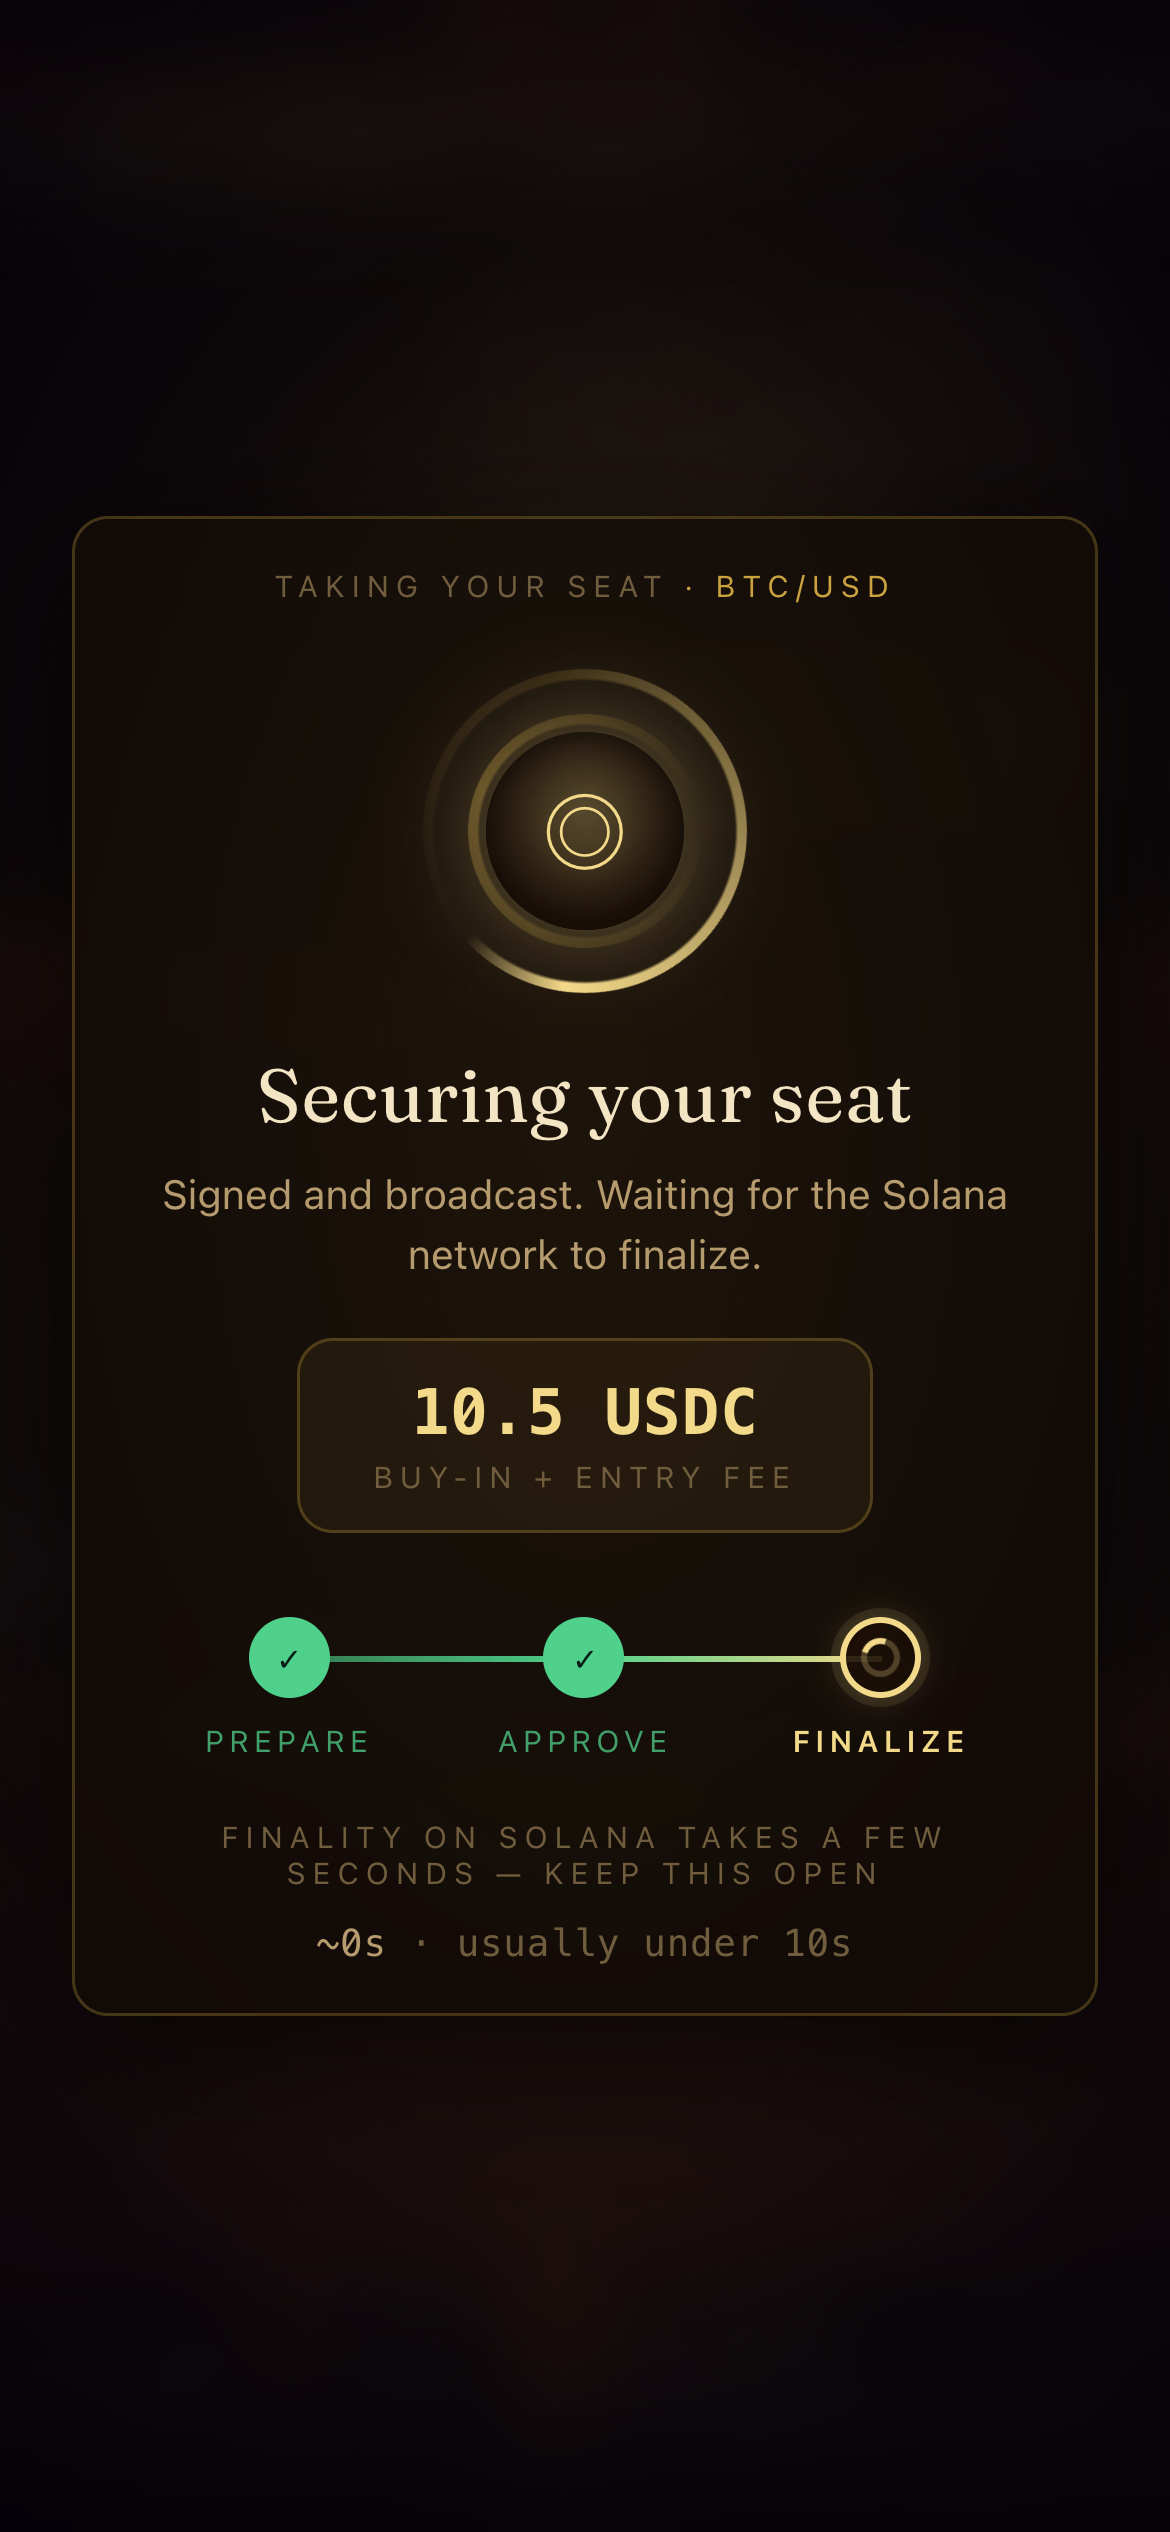 TAKING YOUR SEAT · BTC/USD
Securing your seat
Signed and broadcast. Waiting for the Solana
network to finalize.
10.5 USDC
BUY-IN + ENTRY FEE
✓ ✓
PREPARE APPROVE FINALIZE
FINALITY ON SOLANA TAKES A FEW
SECONDS — KEEP THIS OPEN
~0s · usually under 10s